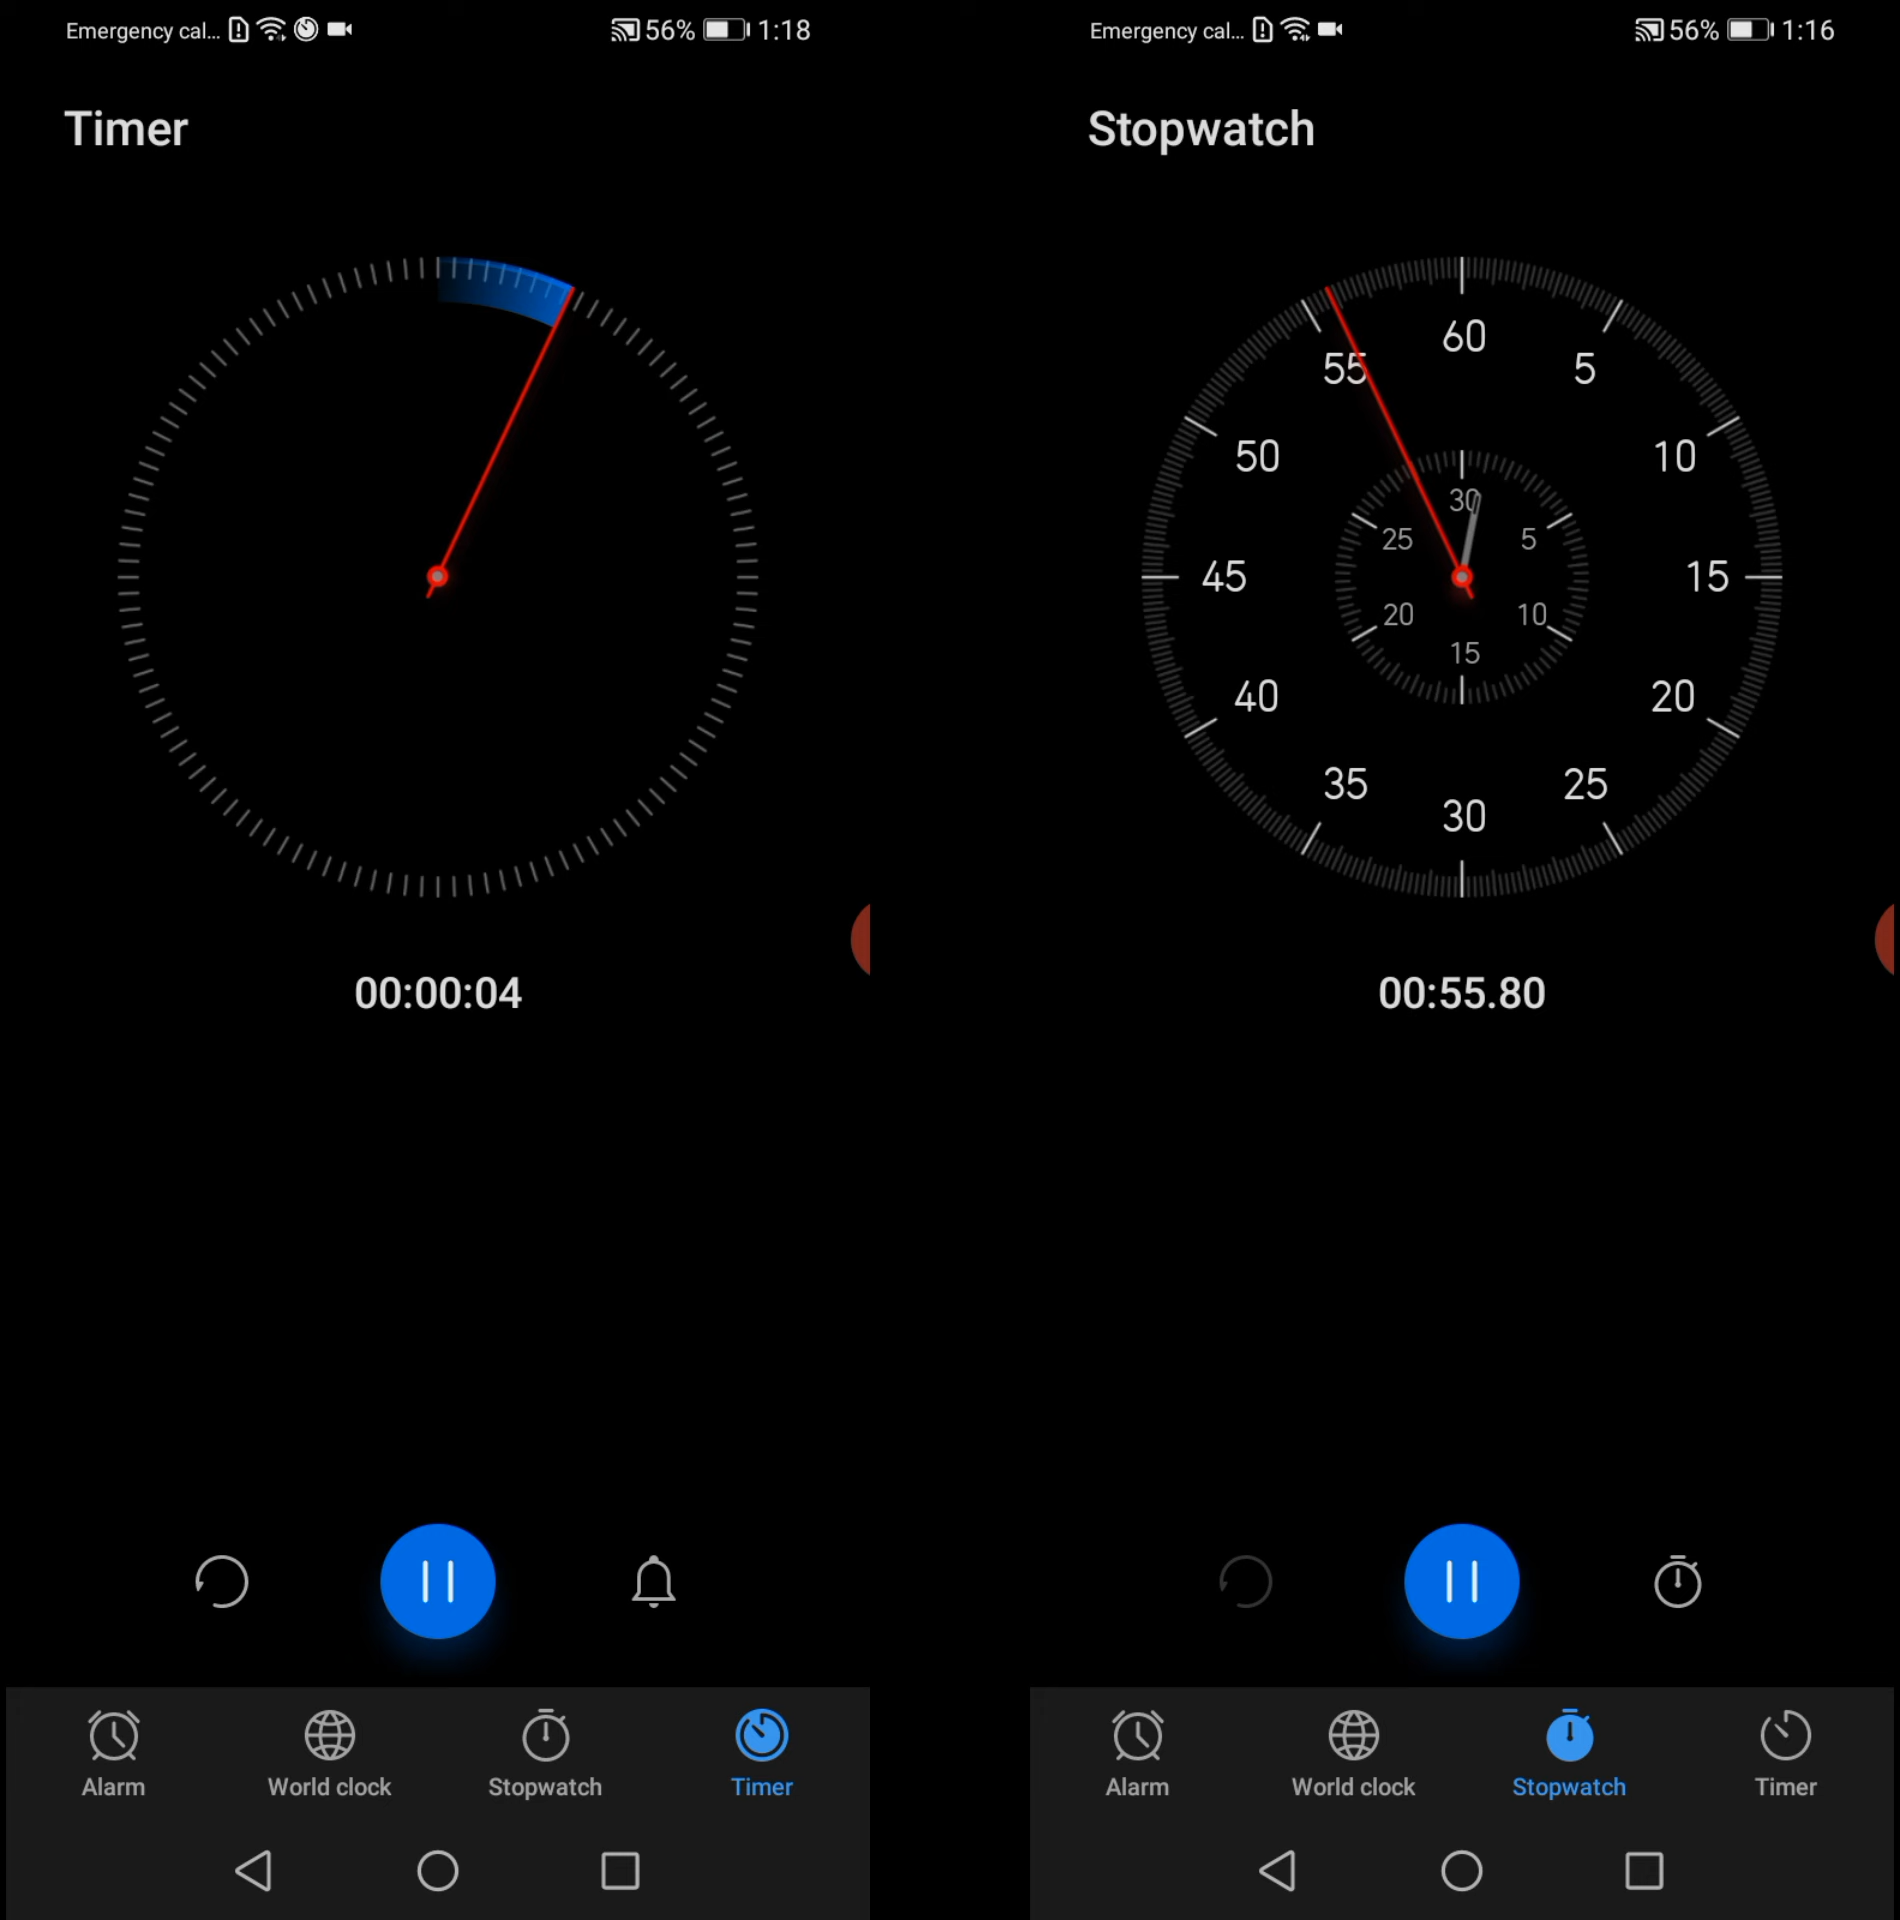 Emergency cal... 56% 1:18
Timer
00:00:04
Alarm World clock Stopwatch Timer
Emergency cal... 56% 1:16
Stopwatch
60
55 5
50 10
45 15
40 20
35 25
30
30
25 5
20 10
15
00:55.80
Alarm World clock Stopwatch Timer